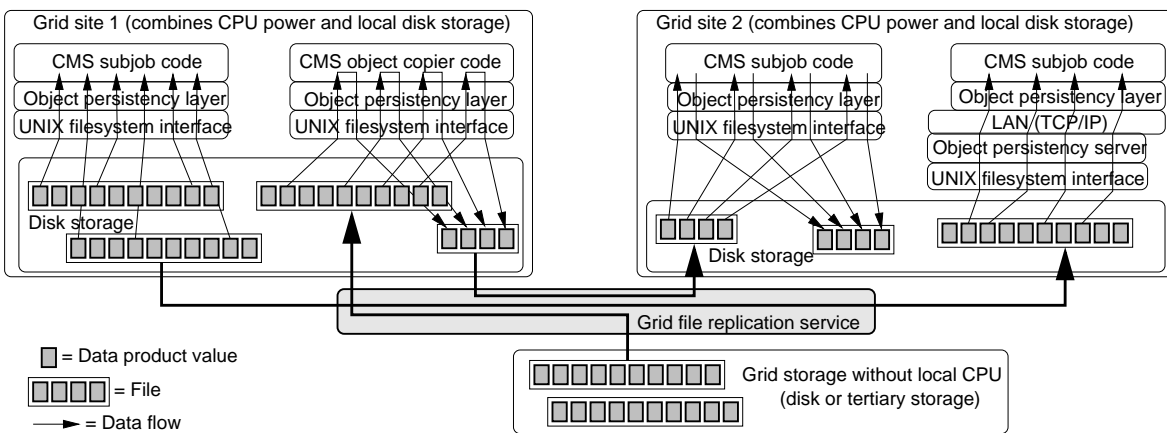 Grid site 1 (combines CPU power and local disk storage)
CMS subjob code
Object persistency layer
UNIX filesystem interface
CMS object copier code
Object persistency layer
UNIX filesystem interface
Disk storage
Grid site 2 (combines CPU power and local disk storage)
CMS subjob code
Object persistency layer
UNIX filesystem interface
CMS subjob code
Object persistency layer
LAN (TCP/IP)
Object persistency server
UNIX filesystem interface
Disk storage
Grid file replication service
= Data product value
= File
= Data flow
Grid storage without local CPU
(disk or tertiary storage)